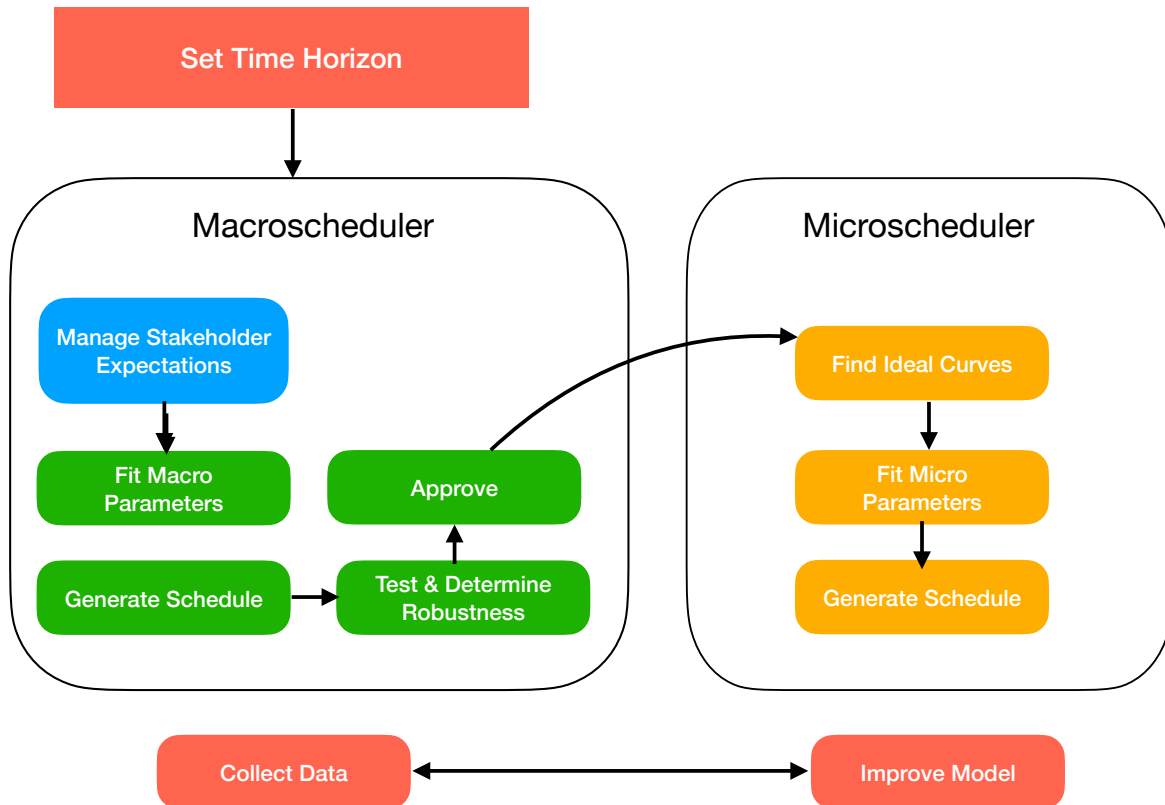 Set Time Horizon
Macroscheduler
Manage Stakeholder
Expectations
Fit Macro
Parameters
Generate Schedule
Test & Determine
Robustness
Approve
Microscheduler
Find Ideal Curves
Fit Micro
Parameters
Generate Schedule
Collect Data
Improve Model